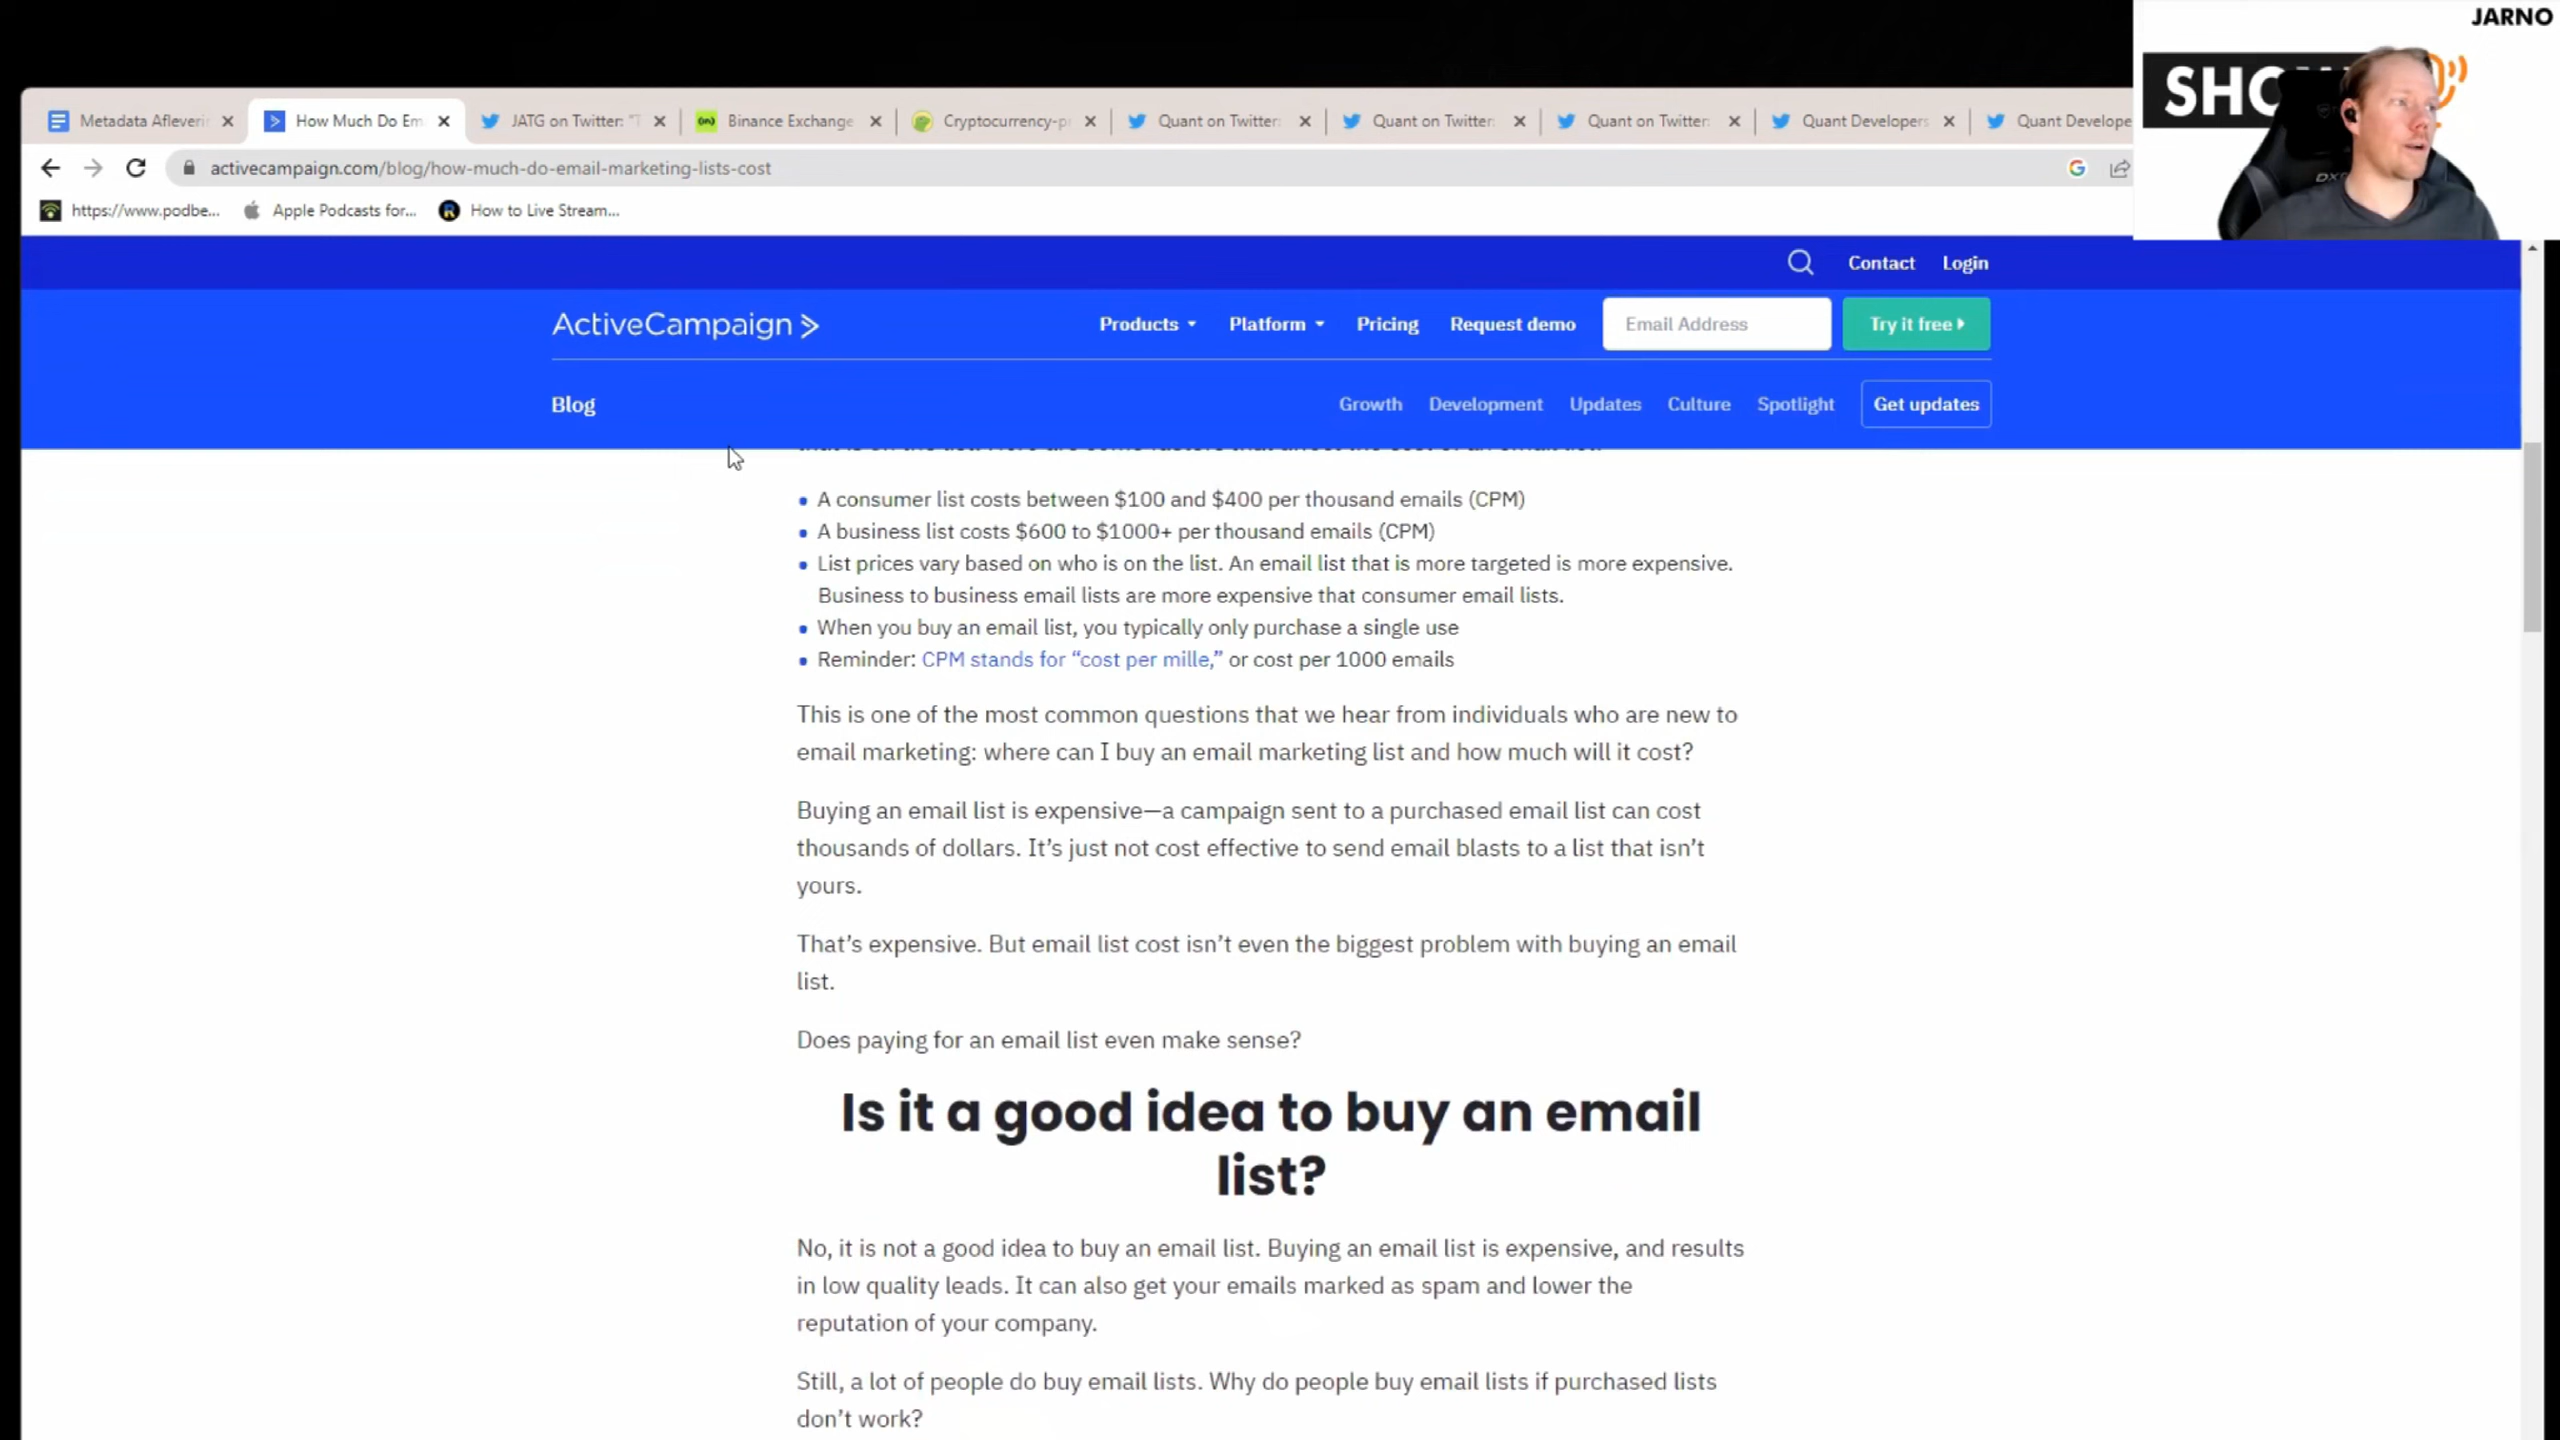 JARNO
SHOW
Metadata Afleveri
How Much Do Em
JATG on Twitter: "T
Binance Exchange
Cryptocurrency-p
Quant on Twitter:
Quant on Twitter:
Quant on Twitter:
Quant Developers
Quant Develope
activecampaign.com/blog/how-much-do-email-marketing-lists-cost
https://www.podbe...
Apple Podcasts for...
How to Live Stream...
Contact
Login
ActiveCampaign >
Products
Platform
Pricing
Request demo
Email Address
Try it free
Blog
Growth
Development
Updates
Culture
Spotlight
Get updates
• A consumer list costs between $100 and $400 per thousand emails (CPM)
• A business list costs $600 to $1000+ per thousand emails (CPM)
• List prices vary based on who is on the list. An email list that is more targeted is more expensive.
Business to business email lists are more expensive that consumer email lists.
• When you buy an email list, you typically only purchase a single use
• Reminder: CPM stands for “cost per mille,” or cost per 1000 emails
This is one of the most common questions that we hear from individuals who are new to
email marketing: where can I buy an email marketing list and how much will it cost?
Buying an email list is expensive—a campaign sent to a purchased email list can cost
thousands of dollars. It’s just not cost effective to send email blasts to a list that isn’t
yours.
That’s expensive. But email list cost isn’t even the biggest problem with buying an email
list.
Does paying for an email list even make sense?
Is it a good idea to buy an email
list?
No, it is not a good idea to buy an email list. Buying an email list is expensive, and results
in low quality leads. It can also get your emails marked as spam and lower the
reputation of your company.
Still, a lot of people do buy email lists. Why do people buy email lists if purchased lists
don’t work?